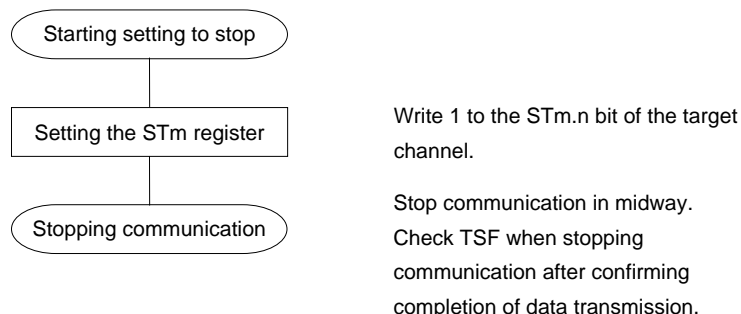 Starting setting to stop
Setting the STm register
Write 1 to the STm.n bit of the target
channel.
Stopping communication
Stop communication in midway.
Check TSF when stopping
communication after confirming
completion of data transmission.